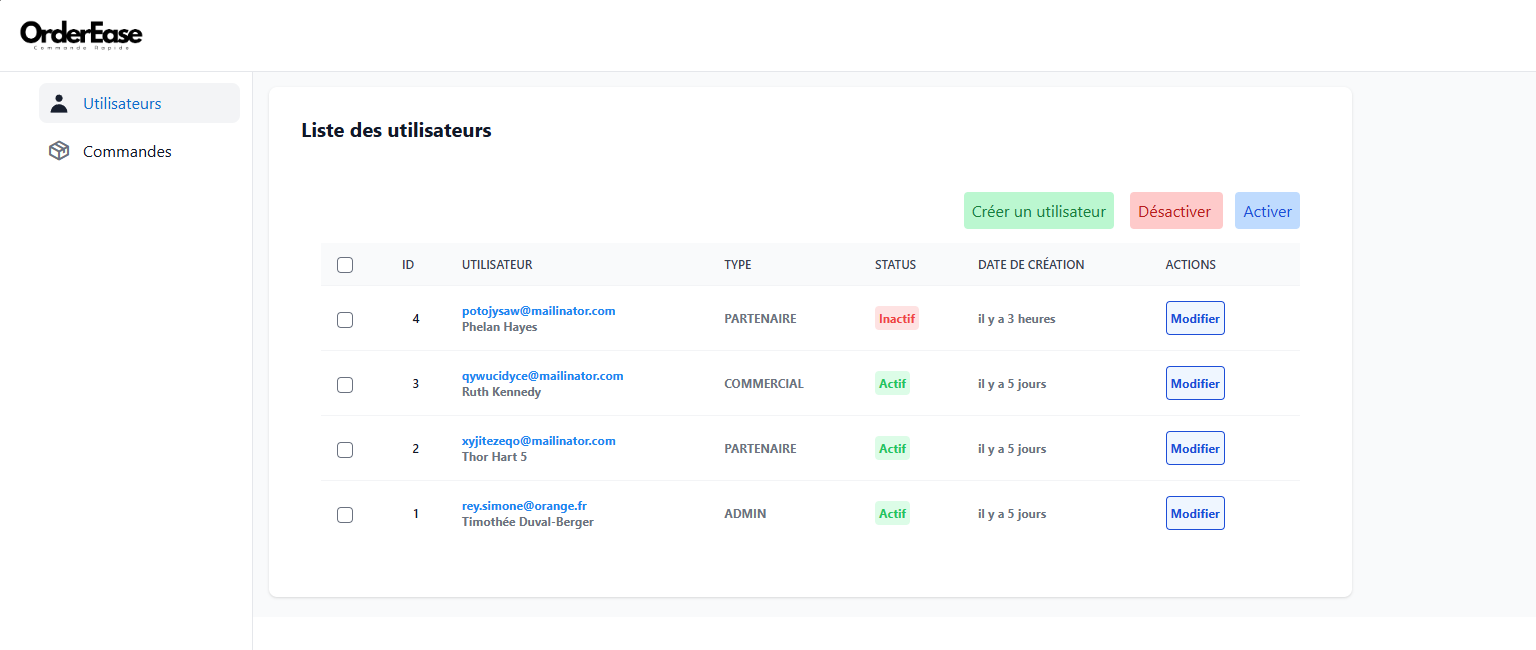 OrderEase
Commande Rapide
Utilisateurs
Commandes
Liste des utilisateurs
Créer un utilisateur Désactiver Activer
ID UTILISATEUR TYPE STATUS DATE DE CRÉATION ACTIONS
potojysaw@mailinator.com
4 Phelan Hayes PARTENAIRE Inactif il y a 3 heures Modifier
qywucidyce@mailinator.com
3 Ruth Kennedy COMMERCIAL Actif il y a 5 jours Modifier
xyjitezeqo@mailinator.com
2 Thor Hart 5 PARTENAIRE Actif il y a 5 jours Modifier
rey.simone@orange.fr
1 Timothée Duval-Berger ADMIN Actif il y a 5 jours Modifier